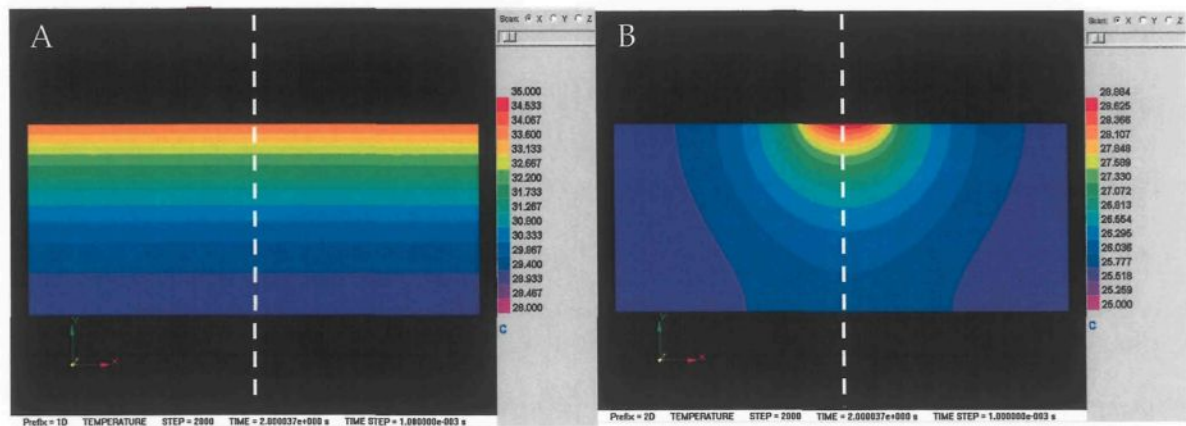 A
Scan: X Y Z
35.000
34.533
34.067
33.600
33.133
32.667
32.200
31.733
31.267
30.800
30.333
29.867
29.400
28.933
28.467
28.000
C
Y
X
Prefix = 1D TEMPERATURE STEP = 2000 TIME = 2.000037e+000 s TIME STEP = 1.000000e-003 s
B
Scan: X Y Z
28.884
28.625
28.366
28.107
27.848
27.589
27.330
27.072
26.813
26.554
26.295
26.036
25.777
25.518
25.259
25.000
C
Y
X
Prefix = 2D TEMPERATURE STEP = 2000 TIME = 2.000037e+000 s TIME STEP = 1.000000e-003 s